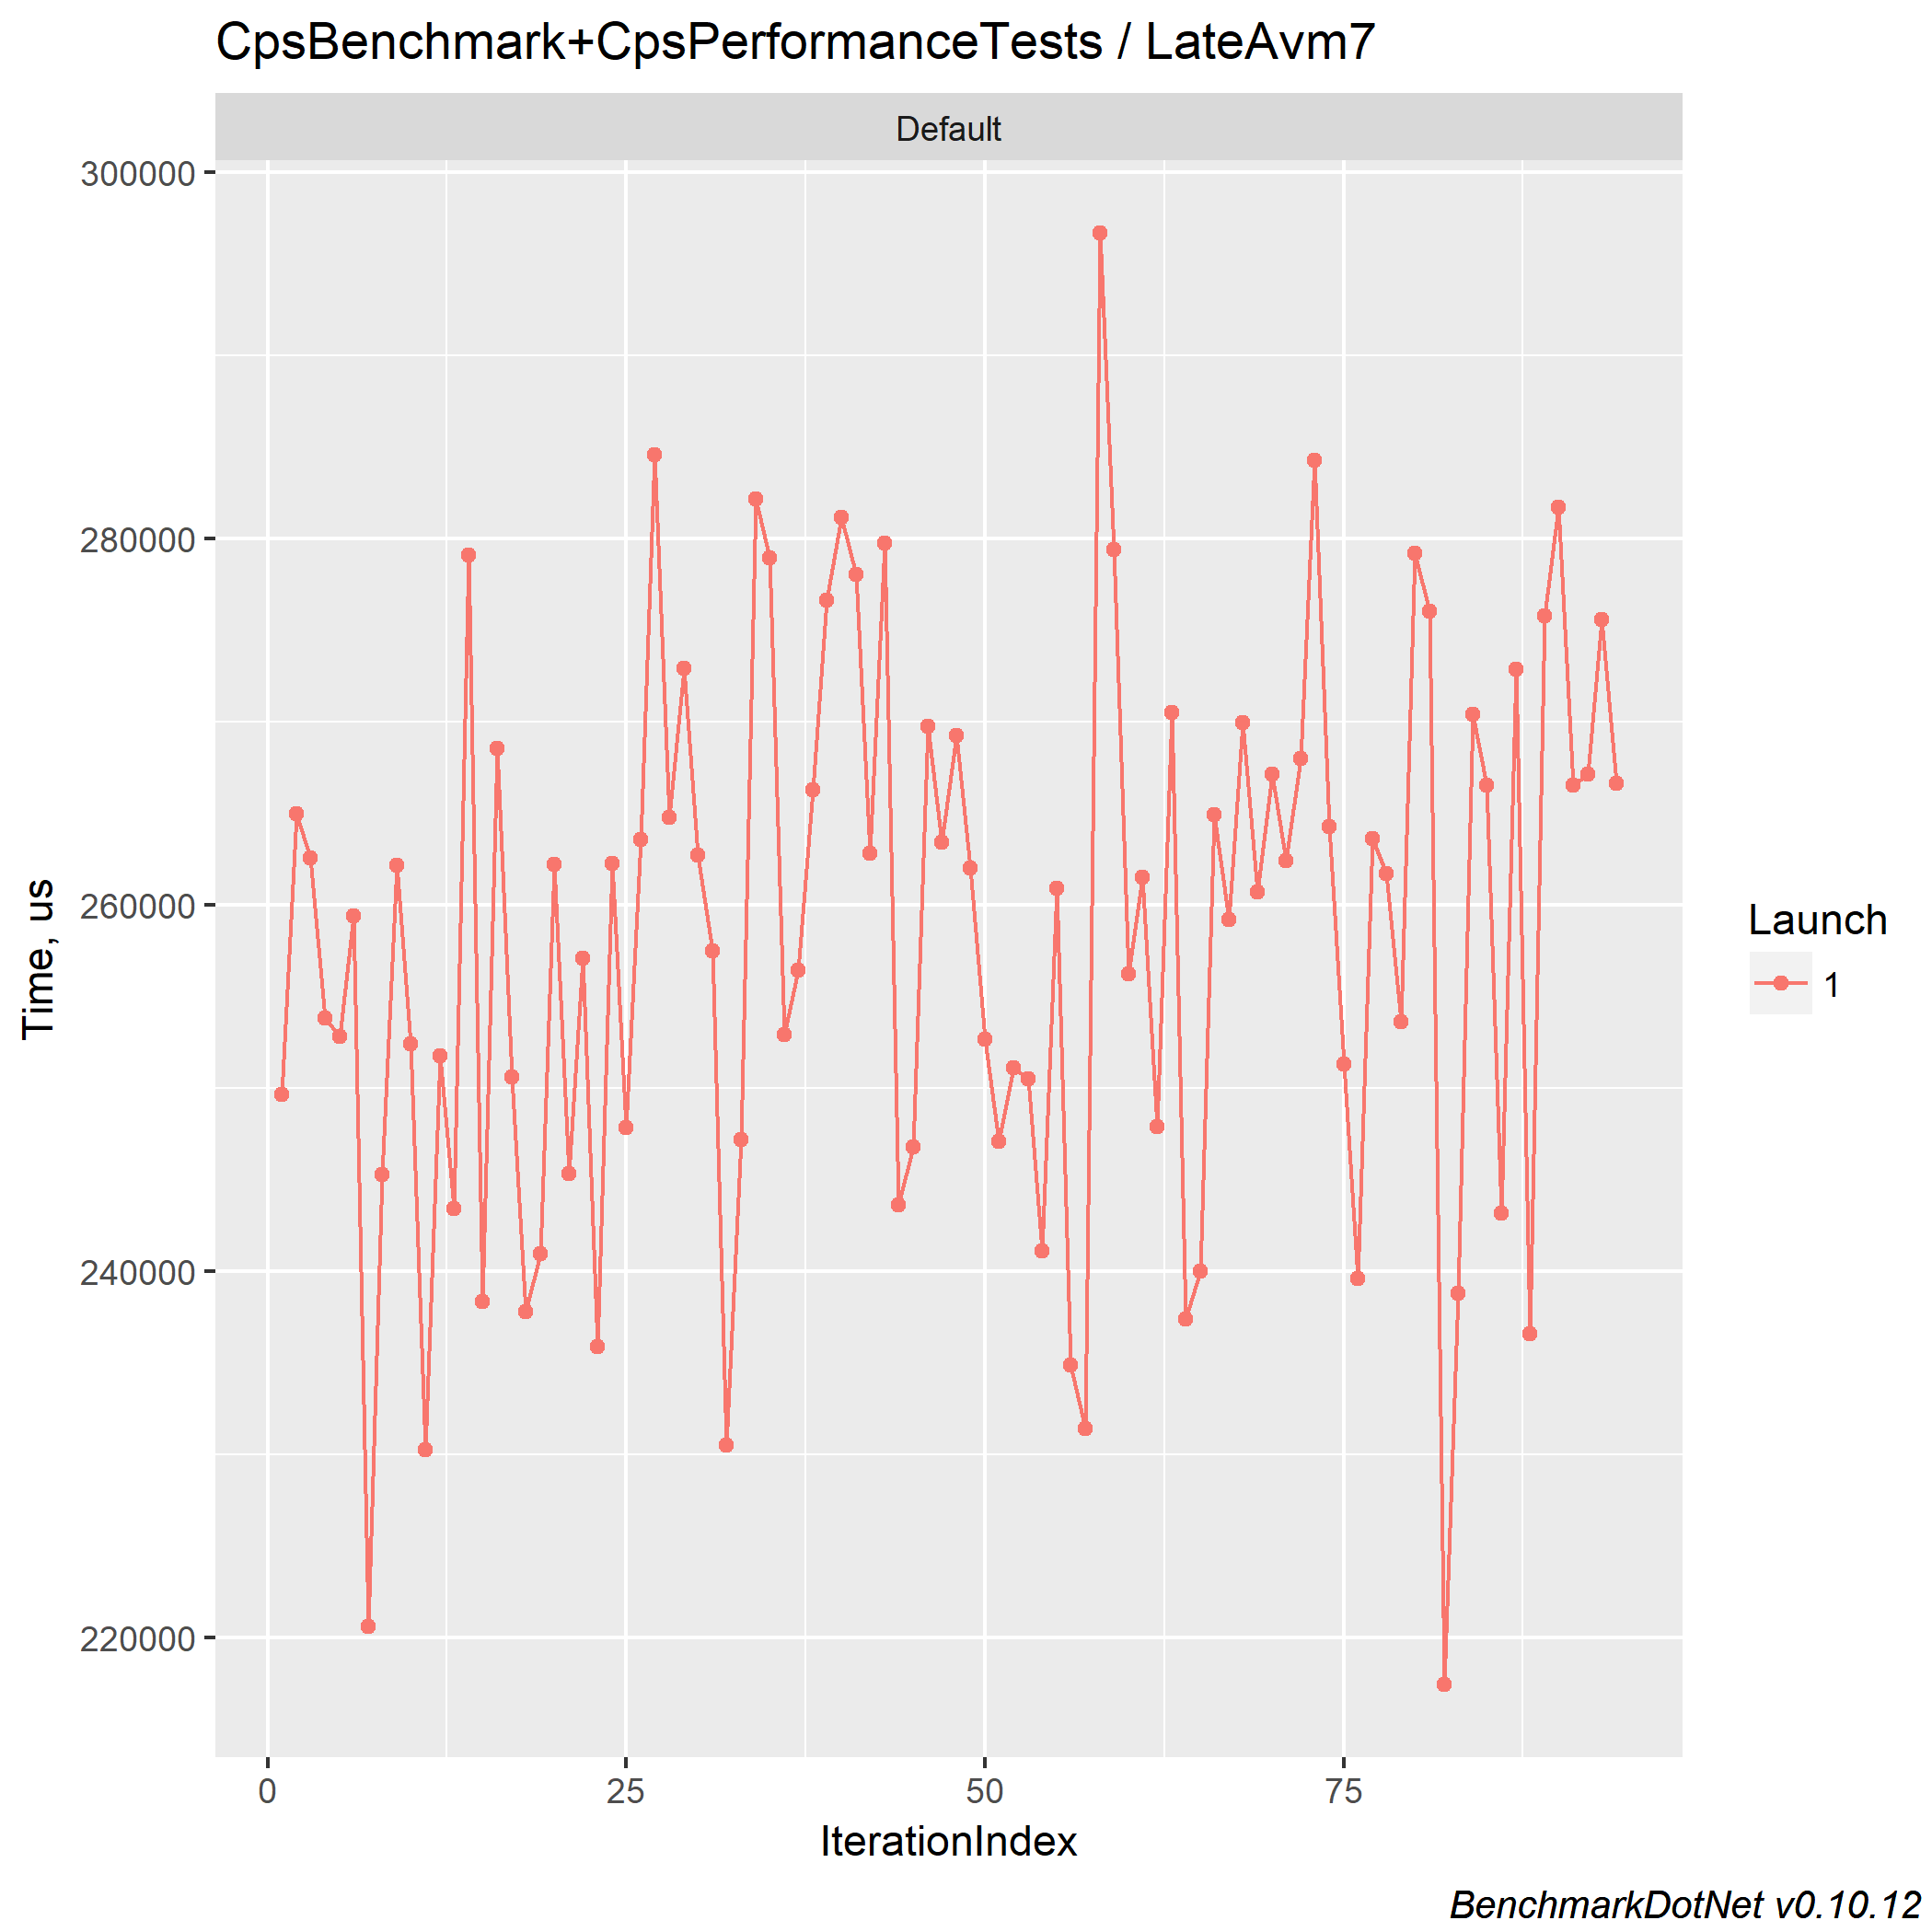 CpsBenchmark+CpsPerformanceTests / LateAvm7
Default
300000
280000
260000
240000
220000
Time, us
0 25 50 75
IterationIndex
Launch
1
BenchmarkDotNet v0.10.12